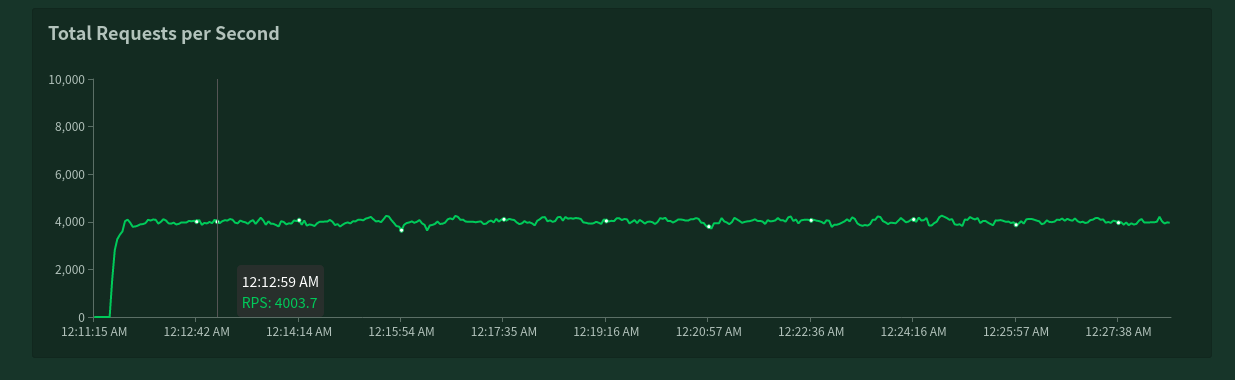 Total Requests per Second
10,000
8,000
6,000
4,000
2,000
0
12:12:59 AM
RPS: 4003.7
12:11:15 AM 12:12:42 AM 12:14:14 AM 12:15:54 AM 12:17:35 AM 12:19:16 AM 12:20:57 AM 12:22:36 AM 12:24:16 AM 12:25:57 AM 12:27:38 AM